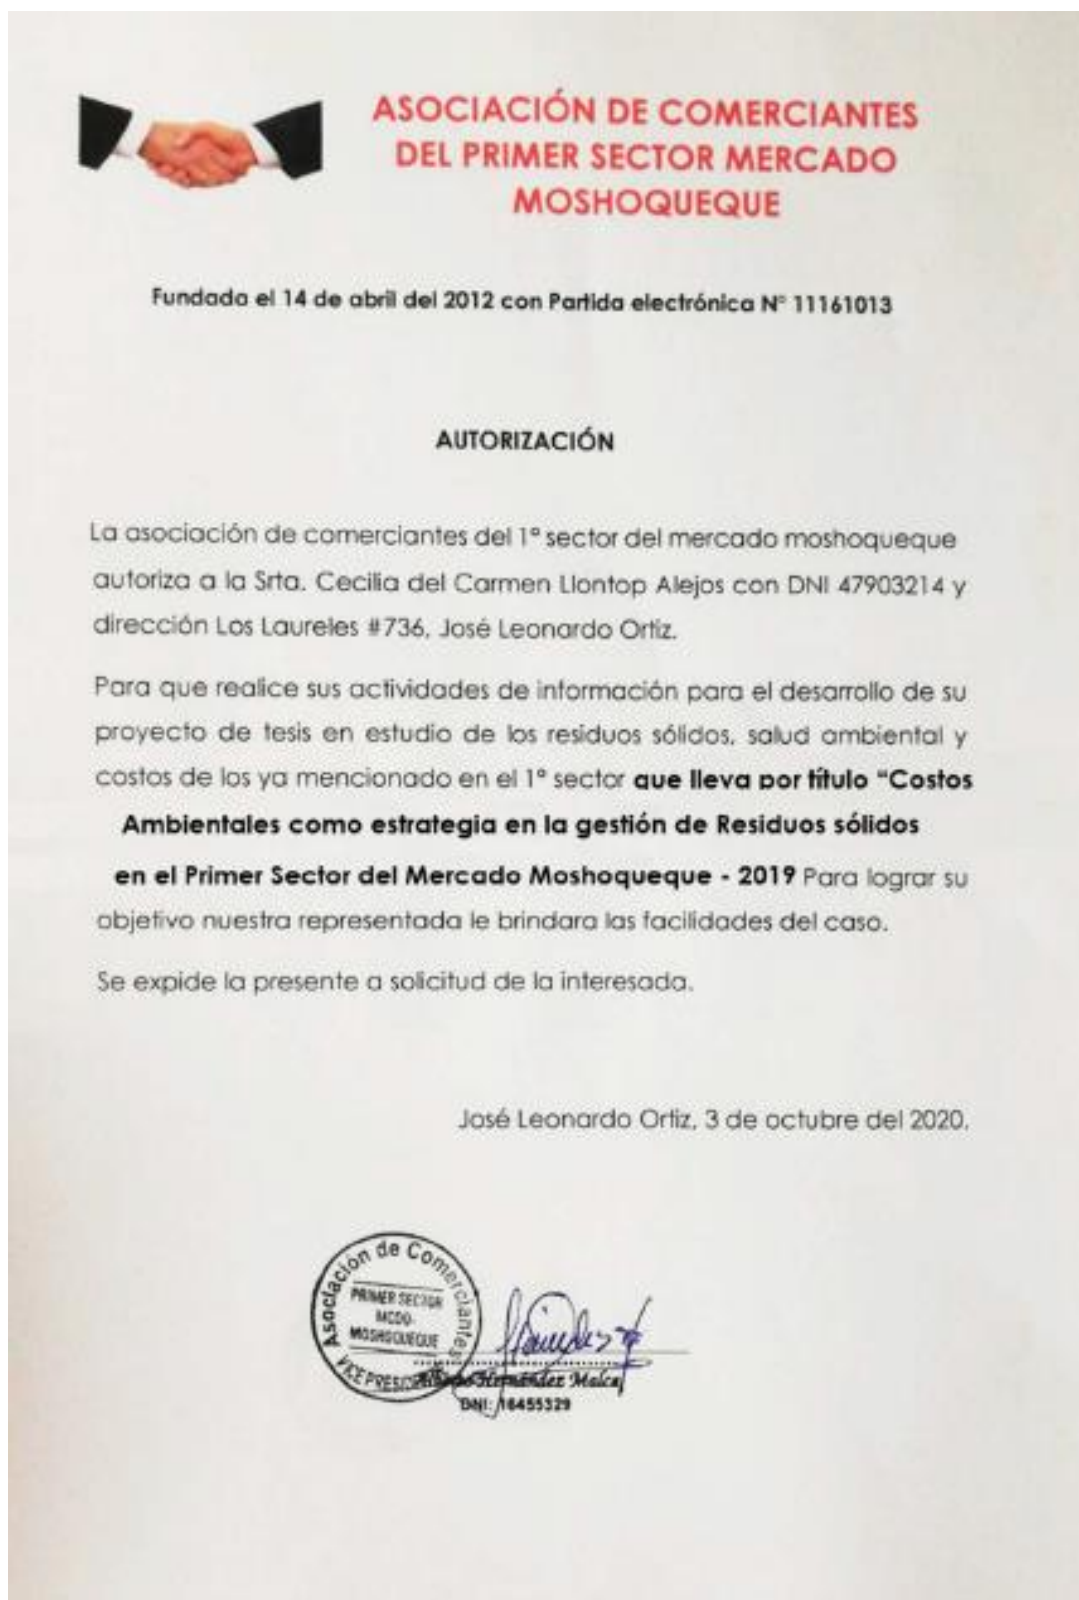 ASOCIACIÓN DE COMERCIANTES
DEL PRIMER SECTOR MERCADO
MOSHOQUEQUE
Fundada el 14 de abril del 2012 con Partida electrónica N° 11161013
AUTORIZACIÓN
La asociación de comerciantes del 1° sector del mercado moshoqueque
autoriza a la Srta. Cecilia del Carmen Llontop Alejos con DNI 47903214 y
dirección Los Laureles #736, José Leonardo Ortiz.
Para que realice sus actividades de información para el desarrollo de su
proyecto de tesis en estudio de los residuos sólidos, salud ambiental y
costos de los ya mencionado en el 1° sector que lleva por título “Costos
Ambientales como estrategia en la gestión de Residuos sólidos
en el Primer Sector del Mercado Moshoqueque - 2019 Para lograr su
objetivo nuestra representada le brindara las facilidades del caso.
Se expide la presente a solicitud de la interesada.
José Leonardo Ortiz, 3 de octubre del 2020.
Asociación de Comerciantes
PRIMER SECTOR
MCDO-
MOSHOQUEQUE
Hernández Malca
DNI: 16455329